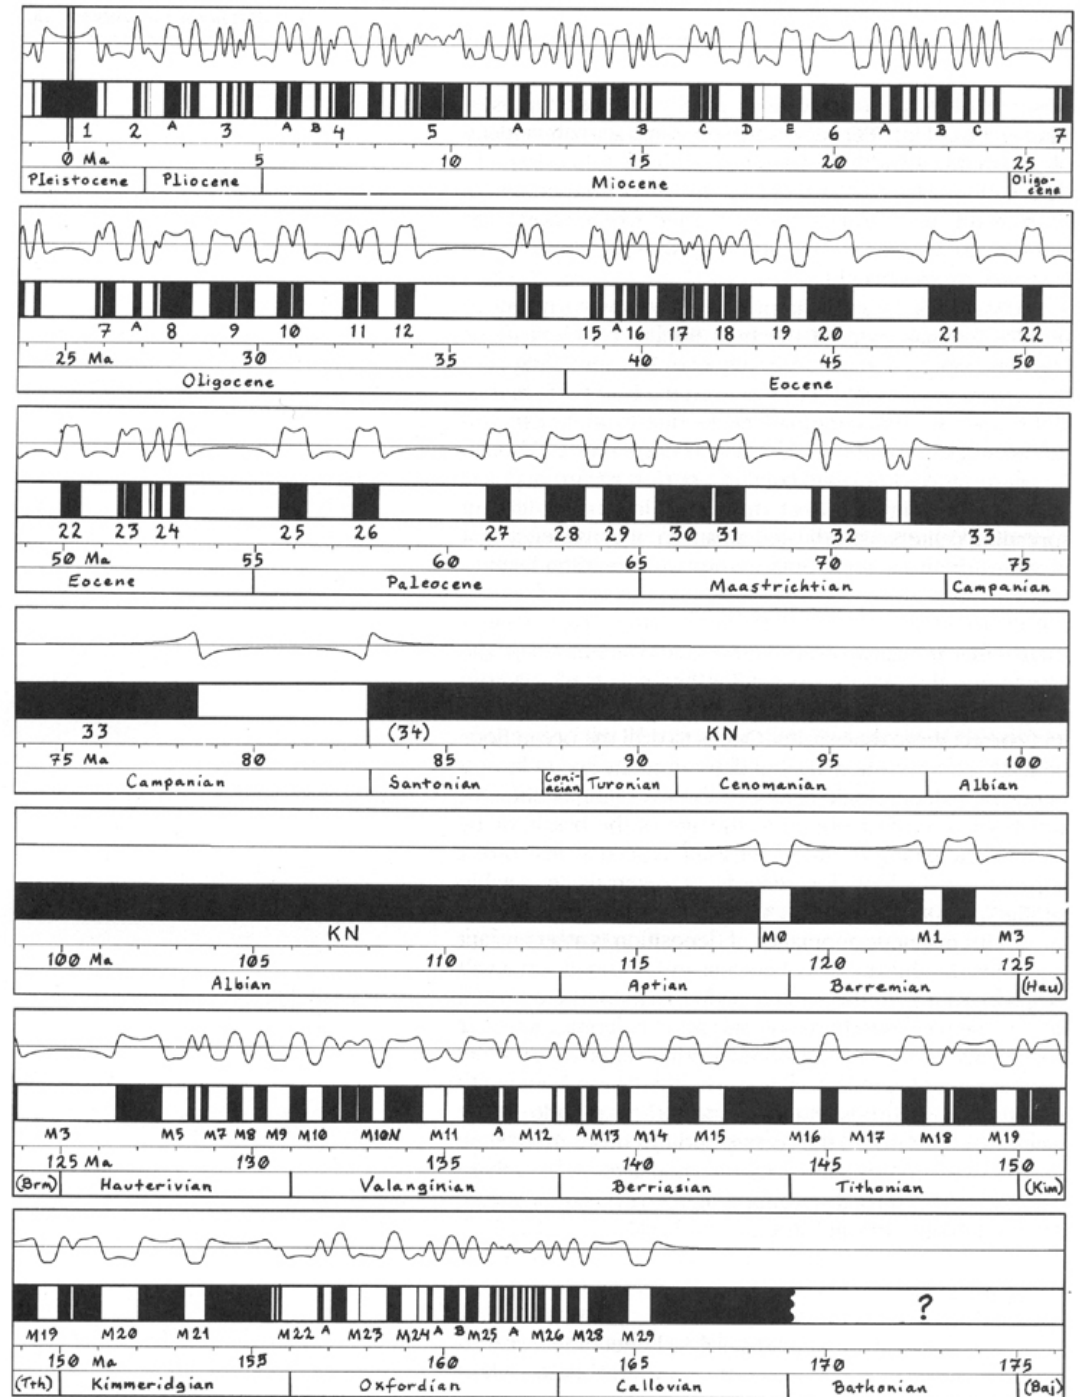 1 2 A 3 A B 4 5 A B C D E 6 A B C 7
0 Ma 5 10 15 20 25
Pleistocene Pliocene Miocene Oligo-
cene
7 A 8 9 10 11 12 15 A 16 17 18 19 20 21 22
25 Ma 30 35 40 45 50
Oligocene Eocene
22 23 24 25 26 27 28 29 30 31 32 33
50 Ma 55 60 65 70 75
Eocene Paleocene Maastrichtian Campanian
33 (34) KN
75 Ma 80 85 90 95 100
Campanian Santonian Coni-
acian Turonian Cenomanian Albian
KN M0 M1 M3
100 Ma 105 110 115 120 125
Albian Aptian Barremian (Hau)
M3 M5 M7 M8 M9 M10 M10N M11 A M12 A M13 M14 M15 M16 M17 M18 M19
125 Ma 130 135 140 145 150
(Brm) Hauterivian Valanginian Berriasian Tithonian (Kim)
?
M19 M20 M21 M22 A M23 M24 A B M25 A M26 M28 M29
150 Ma 155 160 165 170 175
(Tth) Kimmeridgian Oxfordian Callovian Bathonian (Baj)